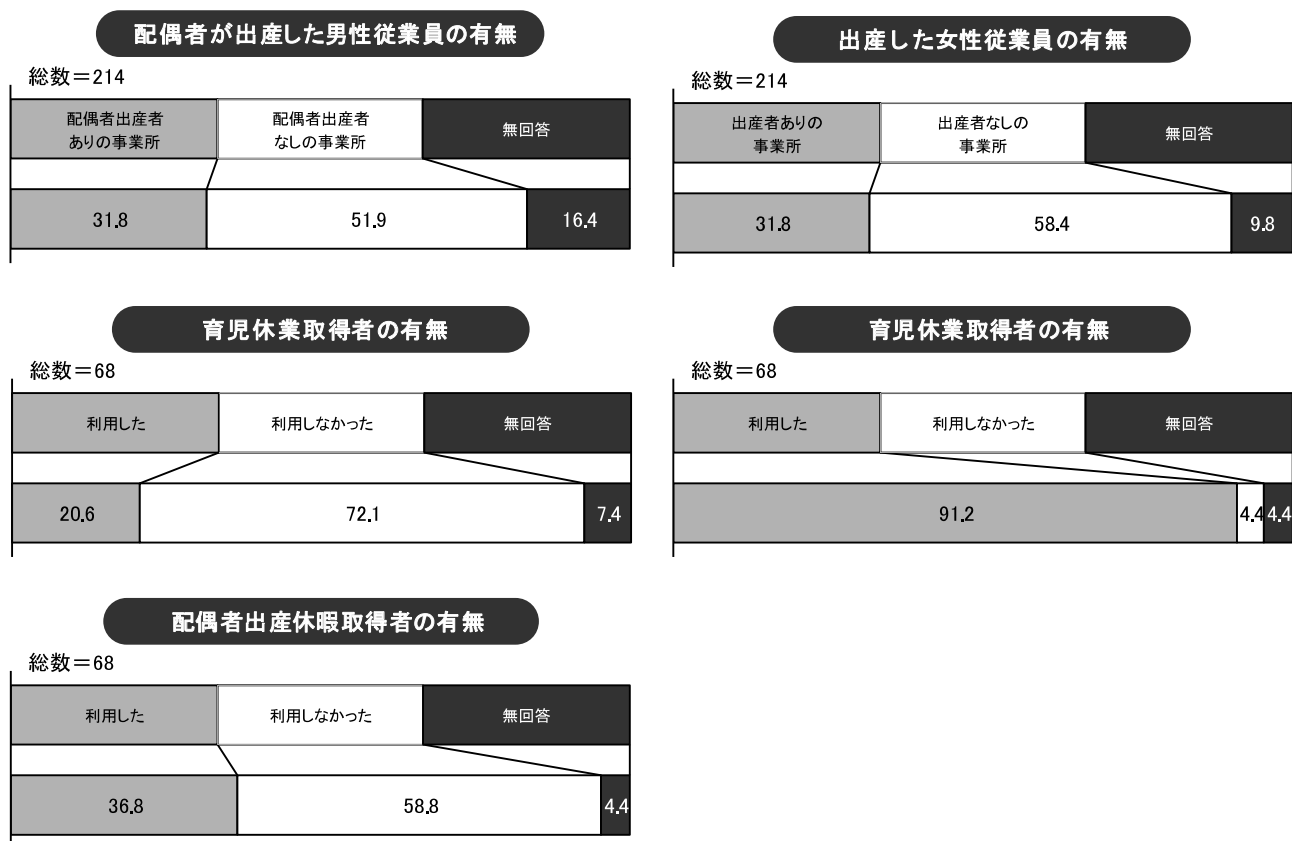 配偶者が出産した男性従業員の有無
総数=214
配偶者出産者
ありの事業所
配偶者出産者
なしの事業所
無回答
31.8
51.9
16.4
出産した女性従業員の有無
総数=214
出産者ありの
事業所
出産者なしの
事業所
無回答
31.8
58.4
9.8
育児休業取得者の有無
総数=68
利用した
利用しなかった
無回答
20.6
72.1
7.4
育児休業取得者の有無
総数=68
利用した
利用しなかった
無回答
91.2
4.4
4.4
配偶者出産休暇取得者の有無
総数=68
利用した
利用しなかった
無回答
36.8
58.8
4.4